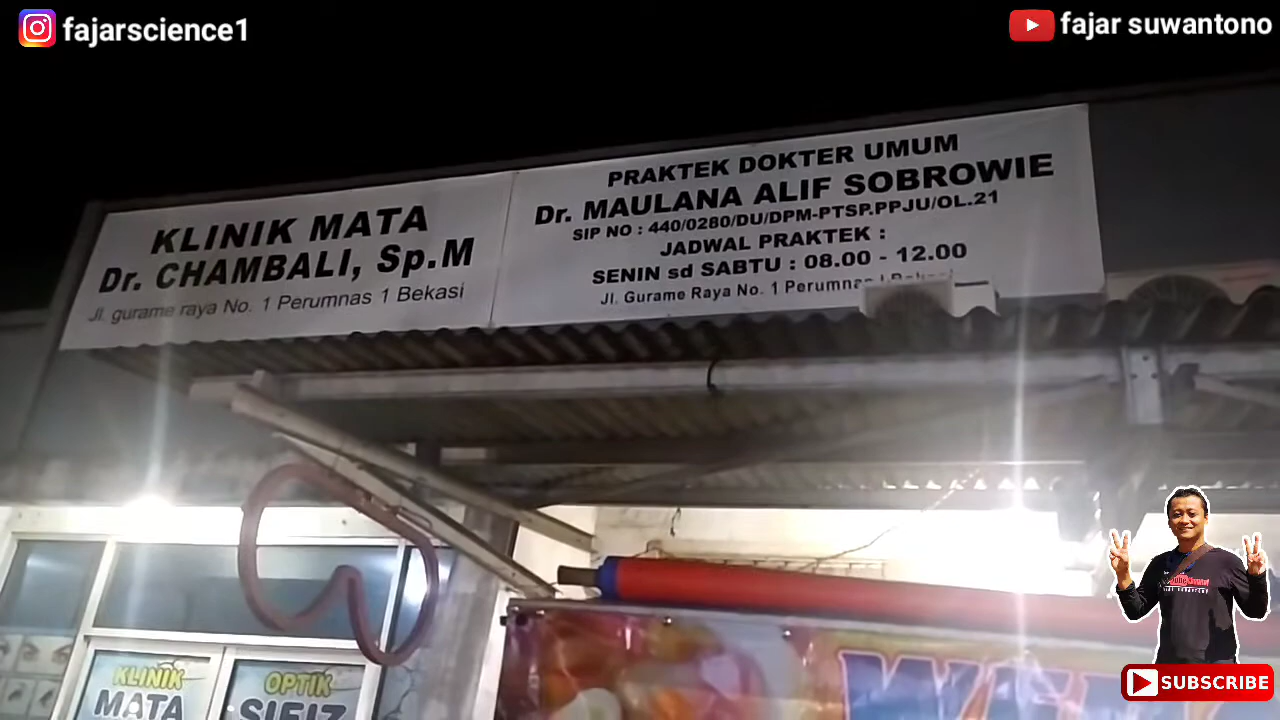 fajarscience1
fajar suwantono
KLINIK MATA
Dr. CHAMBALI, Sp.M
Jl. gurame raya No. 1 Perumnas 1 Bekasi
PRAKTEK DOKTER UMUM
Dr. MAULANA ALIF SOBROWIE
SIP NO : 440/0280/DU/DPM-PTSP.PPJU/OL.21
JADWAL PRAKTEK :
SENIN sd SABTU : 08.00 - 12.00
Jl. Gurame Raya No. 1 Perumnas 1 Bekasi
KLINIK
MATA
OPTIK
SUBSCRIBE